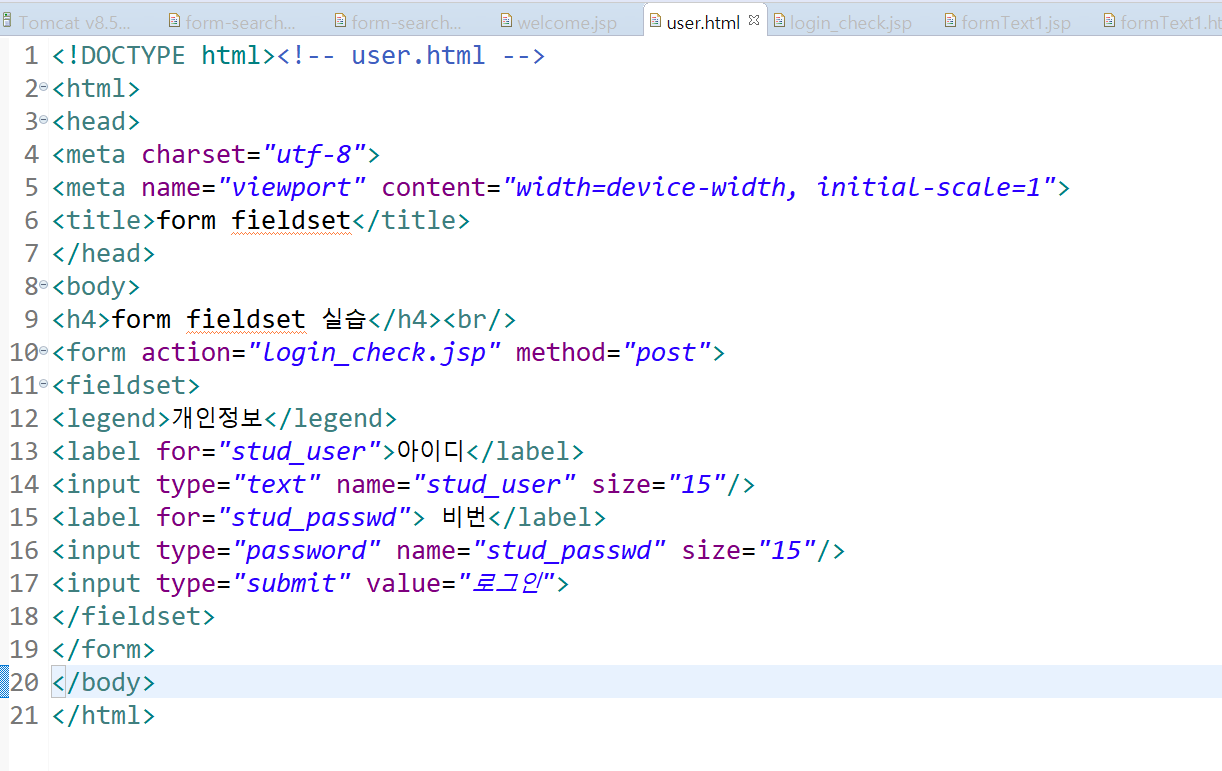 Tomcat v8.5... form-search... form-search... welcome.jsp user.html login_check.jsp formText1.jsp formText1.ht
1 <!DOCTYPE html><!-- user.html -->
2 <html>
3 <head>
4 <meta charset="utf-8">
5 <meta name="viewport" content="width=device-width, initial-scale=1">
6 <title>form fieldset</title>
7 </head>
8 <body>
9 <h4>form fieldset 실습</h4><br/>
10 <form action="login_check.jsp" method="post">
11 <fieldset>
12 <legend>개인정보</legend>
13 <label for="stud_user">아이디</label>
14 <input type="text" name="stud_user" size="15"/>
15 <label for="stud_passwd"> 비번</label>
16 <input type="password" name="stud_passwd" size="15"/>
17 <input type="submit" value="로그인">
18 </fieldset>
19 </form>
20 </body>
21 </html>